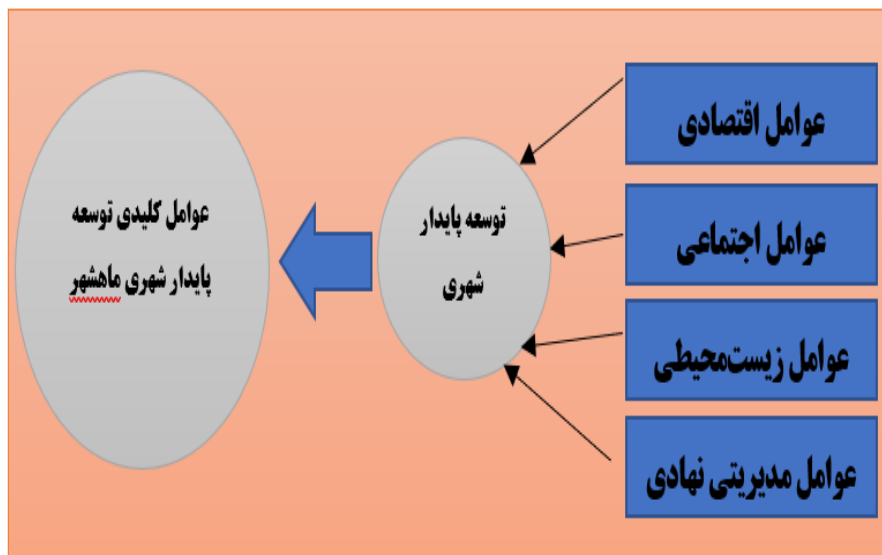 عوامل اقتصادی
عوامل اجتماعی
عوامل زیست‌محیطی
عوامل مدیریتی نهادی
توسعه پایدار
شهری
عوامل کلیدی توسعه
پایدار شهری ماهشهر